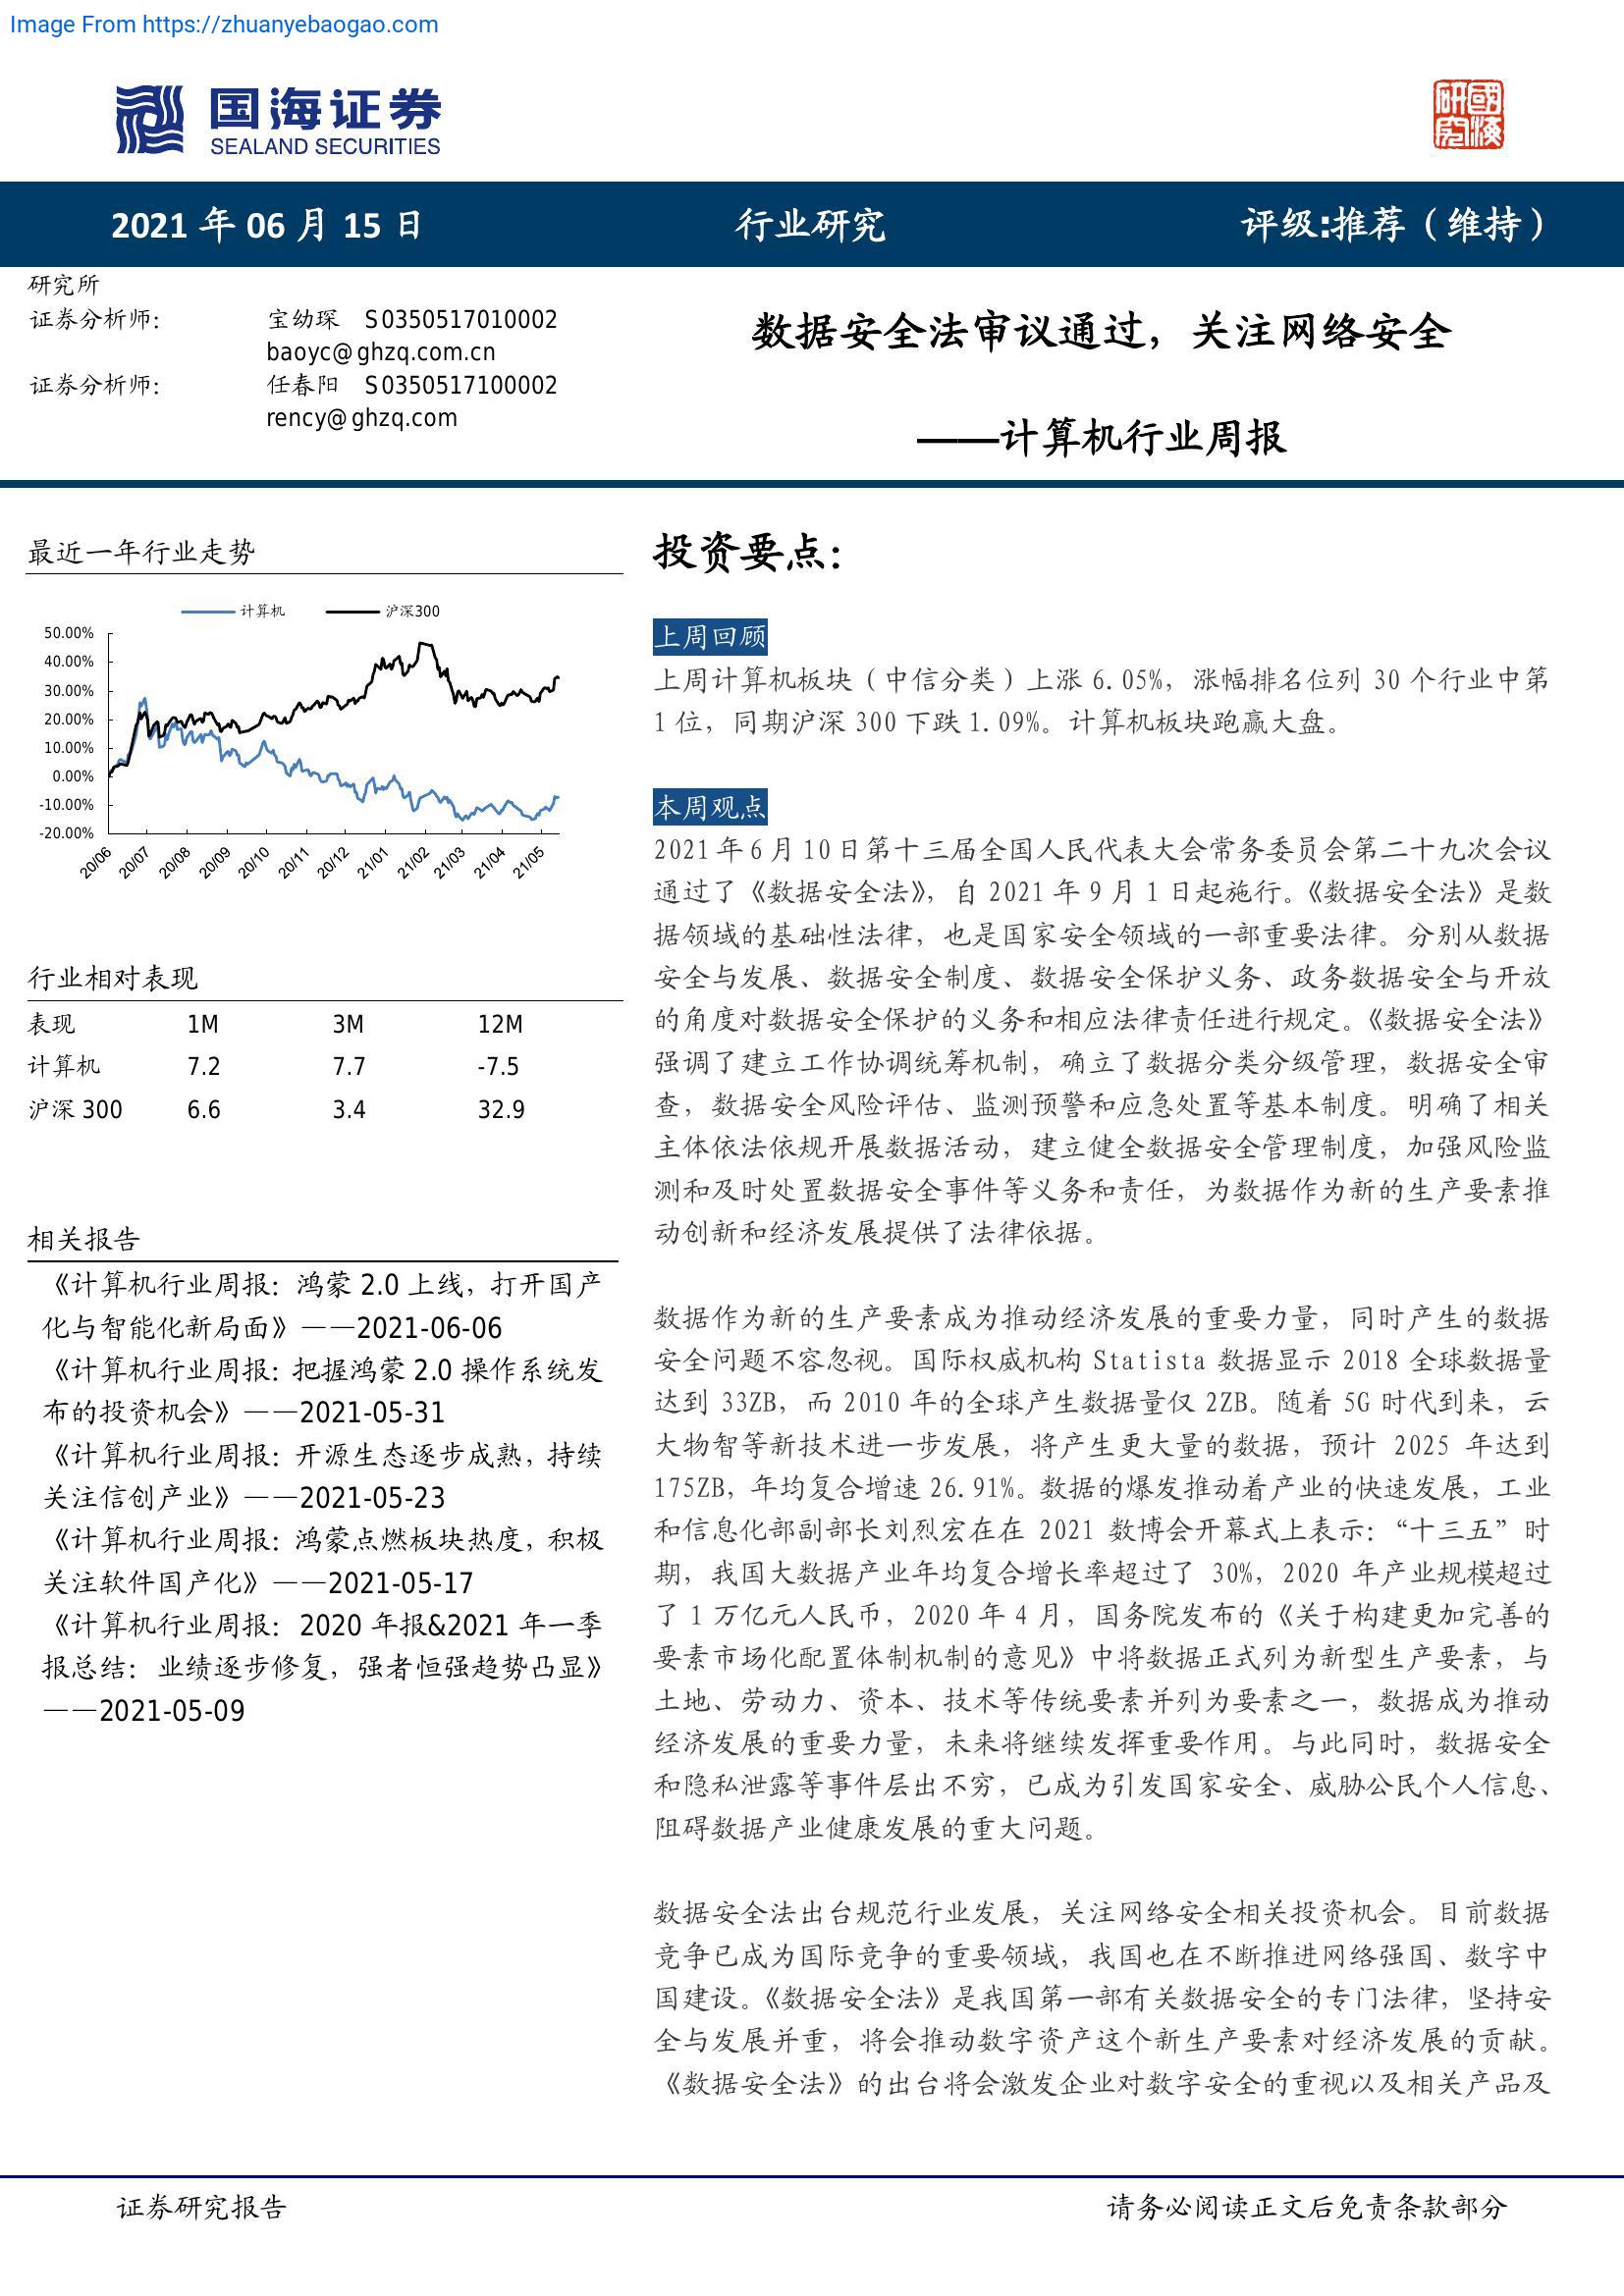 Image From https://zhuanyebaogao.com
国海证券
SEALAND SECURITIES
研國
究海
2021 年 06 月 15 日
行业研究
评级:推荐（维持）
研究所
证券分析师：
宝幼琛 S0350517010002
baoyc@ghzq.com.cn
证券分析师：
任春阳 S0350517100002
rency@ghzq.com
数据安全法审议通过，关注网络安全
——计算机行业周报
最近一年行业走势
计算机
沪深300
50.00%
40.00%
30.00%
20.00%
10.00%
0.00%
-10.00%
-20.00%
20/06
20/07
20/08
20/09
20/10
20/11
20/12
21/01
21/02
21/03
21/04
21/05
行业相对表现
表现 1M 3M 12M
计算机 7.2 7.7 -7.5
沪深 300 6.6 3.4 32.9
相关报告
《计算机行业周报：鸿蒙 2.0 上线，打开国产
化与智能化新局面》——2021-06-06
《计算机行业周报：把握鸿蒙 2.0 操作系统发
布的投资机会》——2021-05-31
《计算机行业周报：开源生态逐步成熟，持续
关注信创产业》——2021-05-23
《计算机行业周报：鸿蒙点燃板块热度，积极
关注软件国产化》——2021-05-17
《计算机行业周报：2020 年报&2021 年一季
报总结：业绩逐步修复，强者恒强趋势凸显》
——2021-05-09
投资要点：
上周回顾
上周计算机板块（中信分类）上涨 6.05%，涨幅排名位列 30 个行业中第
1 位，同期沪深 300 下跌 1.09%。计算机板块跑赢大盘。
本周观点
2021 年 6 月 10 日第十三届全国人民代表大会常务委员会第二十九次会议
通过了《数据安全法》，自 2021 年 9 月 1 日起施行。《数据安全法》是数
据领域的基础性法律，也是国家安全领域的一部重要法律。分别从数据
安全与发展、数据安全制度、数据安全保护义务、政务数据安全与开放
的角度对数据安全保护的义务和相应法律责任进行规定。《数据安全法》
强调了建立工作协调统筹机制，确立了数据分类分级管理，数据安全审
查，数据安全风险评估、监测预警和应急处置等基本制度。明确了相关
主体依法依规开展数据活动，建立健全数据安全管理制度，加强风险监
测和及时处置数据安全事件等义务和责任，为数据作为新的生产要素推
动创新和经济发展提供了法律依据。
数据作为新的生产要素成为推动经济发展的重要力量，同时产生的数据
安全问题不容忽视。国际权威机构 Statista 数据显示 2018 全球数据量
达到 33ZB，而 2010 年的全球产生数据量仅 2ZB。随着 5G 时代到来，云
大物智等新技术进一步发展，将产生更大量的数据，预计 2025 年达到
175ZB，年均复合增速 26.91%。数据的爆发推动着产业的快速发展，工业
和信息化部副部长刘烈宏在在 2021 数博会开幕式上表示：“十三五”时
期，我国大数据产业年均复合增长率超过了 30%，2020 年产业规模超过
了 1 万亿元人民币，2020 年 4 月，国务院发布的《关于构建更加完善的
要素市场化配置体制机制的意见》中将数据正式列为新型生产要素，与
土地、劳动力、资本、技术等传统要素并列为要素之一，数据成为推动
经济发展的重要力量，未来将继续发挥重要作用。与此同时，数据安全
和隐私泄露等事件层出不穷，已成为引发国家安全、威胁公民个人信息、
阻碍数据产业健康发展的重大问题。
数据安全法出台规范行业发展，关注网络安全相关投资机会。目前数据
竞争已成为国际竞争的重要领域，我国也在不断推进网络强国、数字中
国建设。《数据安全法》是我国第一部有关数据安全的专门法律，坚持安
全与发展并重，将会推动数字资产这个新生产要素对经济发展的贡献。
《数据安全法》的出台将会激发企业对数字安全的重视以及相关产品及
证券研究报告
请务必阅读正文后免责条款部分